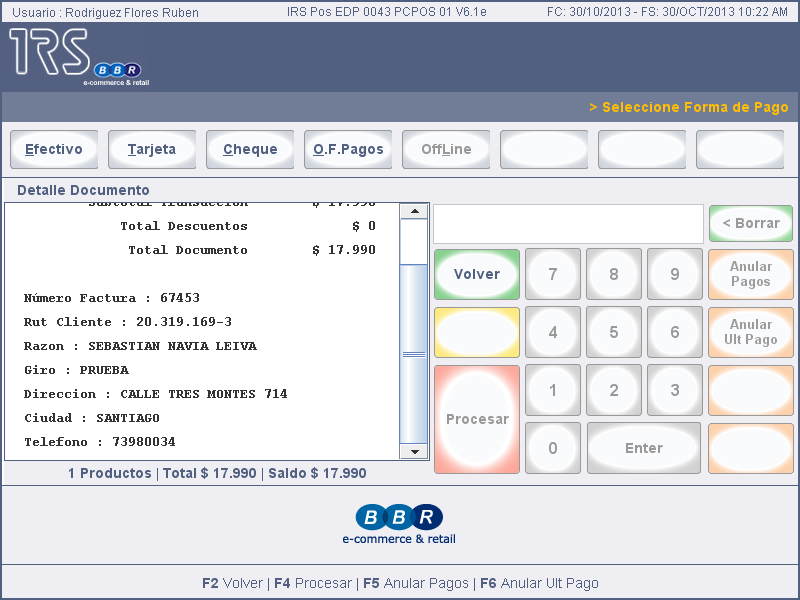 Usuario : Rodriguez Flores Ruben IRS Pos EDP 0043 PCPOS 01 V6.1e FC: 30/10/2013 - FS: 30/OCT/2013 10:22 AM
IRS
BBR
e-commerce & retail
> Seleccione Forma de Pago
Efectivo Tarjeta Cheque O.F.Pagos OffLine
Detalle Documento
Subtotal Transaccion $ 17.990
Total Descuentos $ 0
Total Documento $ 17.990
Número Factura : 67453
Rut Cliente : 20.319.169-3
Razon : SEBASTIAN NAVIA LEIVA
Giro : PRUEBA
Direccion : CALLE TRES MONTES 714
Ciudad : SANTIAGO
Telefono : 73980034
1 Productos | Total $ 17.990 | Saldo $ 17.990
< Borrar
Volver 7 8 9 Anular Pagos
4 5 6 Anular Ult Pago
Procesar 1 2 3
0 Enter
BBR
e-commerce & retail
F2 Volver | F4 Procesar | F5 Anular Pagos | F6 Anular Ult Pago